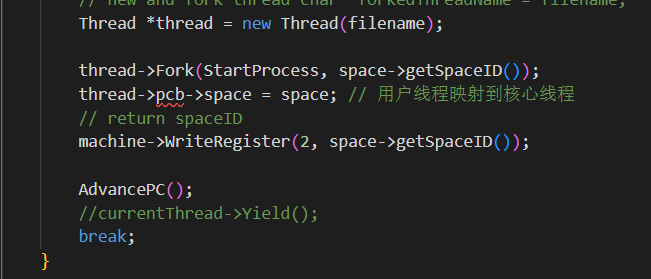 // new and fork thread char *forkedThreadName = filename;
Thread *thread = new Thread(filename);
thread->Fork(StartProcess, space->getSpaceID());
thread->pcb->space = space; // 用户线程映射到核心线程
// return spaceID
machine->WriteRegister(2, space->getSpaceID());
AdvancePC();
//currentThread->Yield();
break;
}